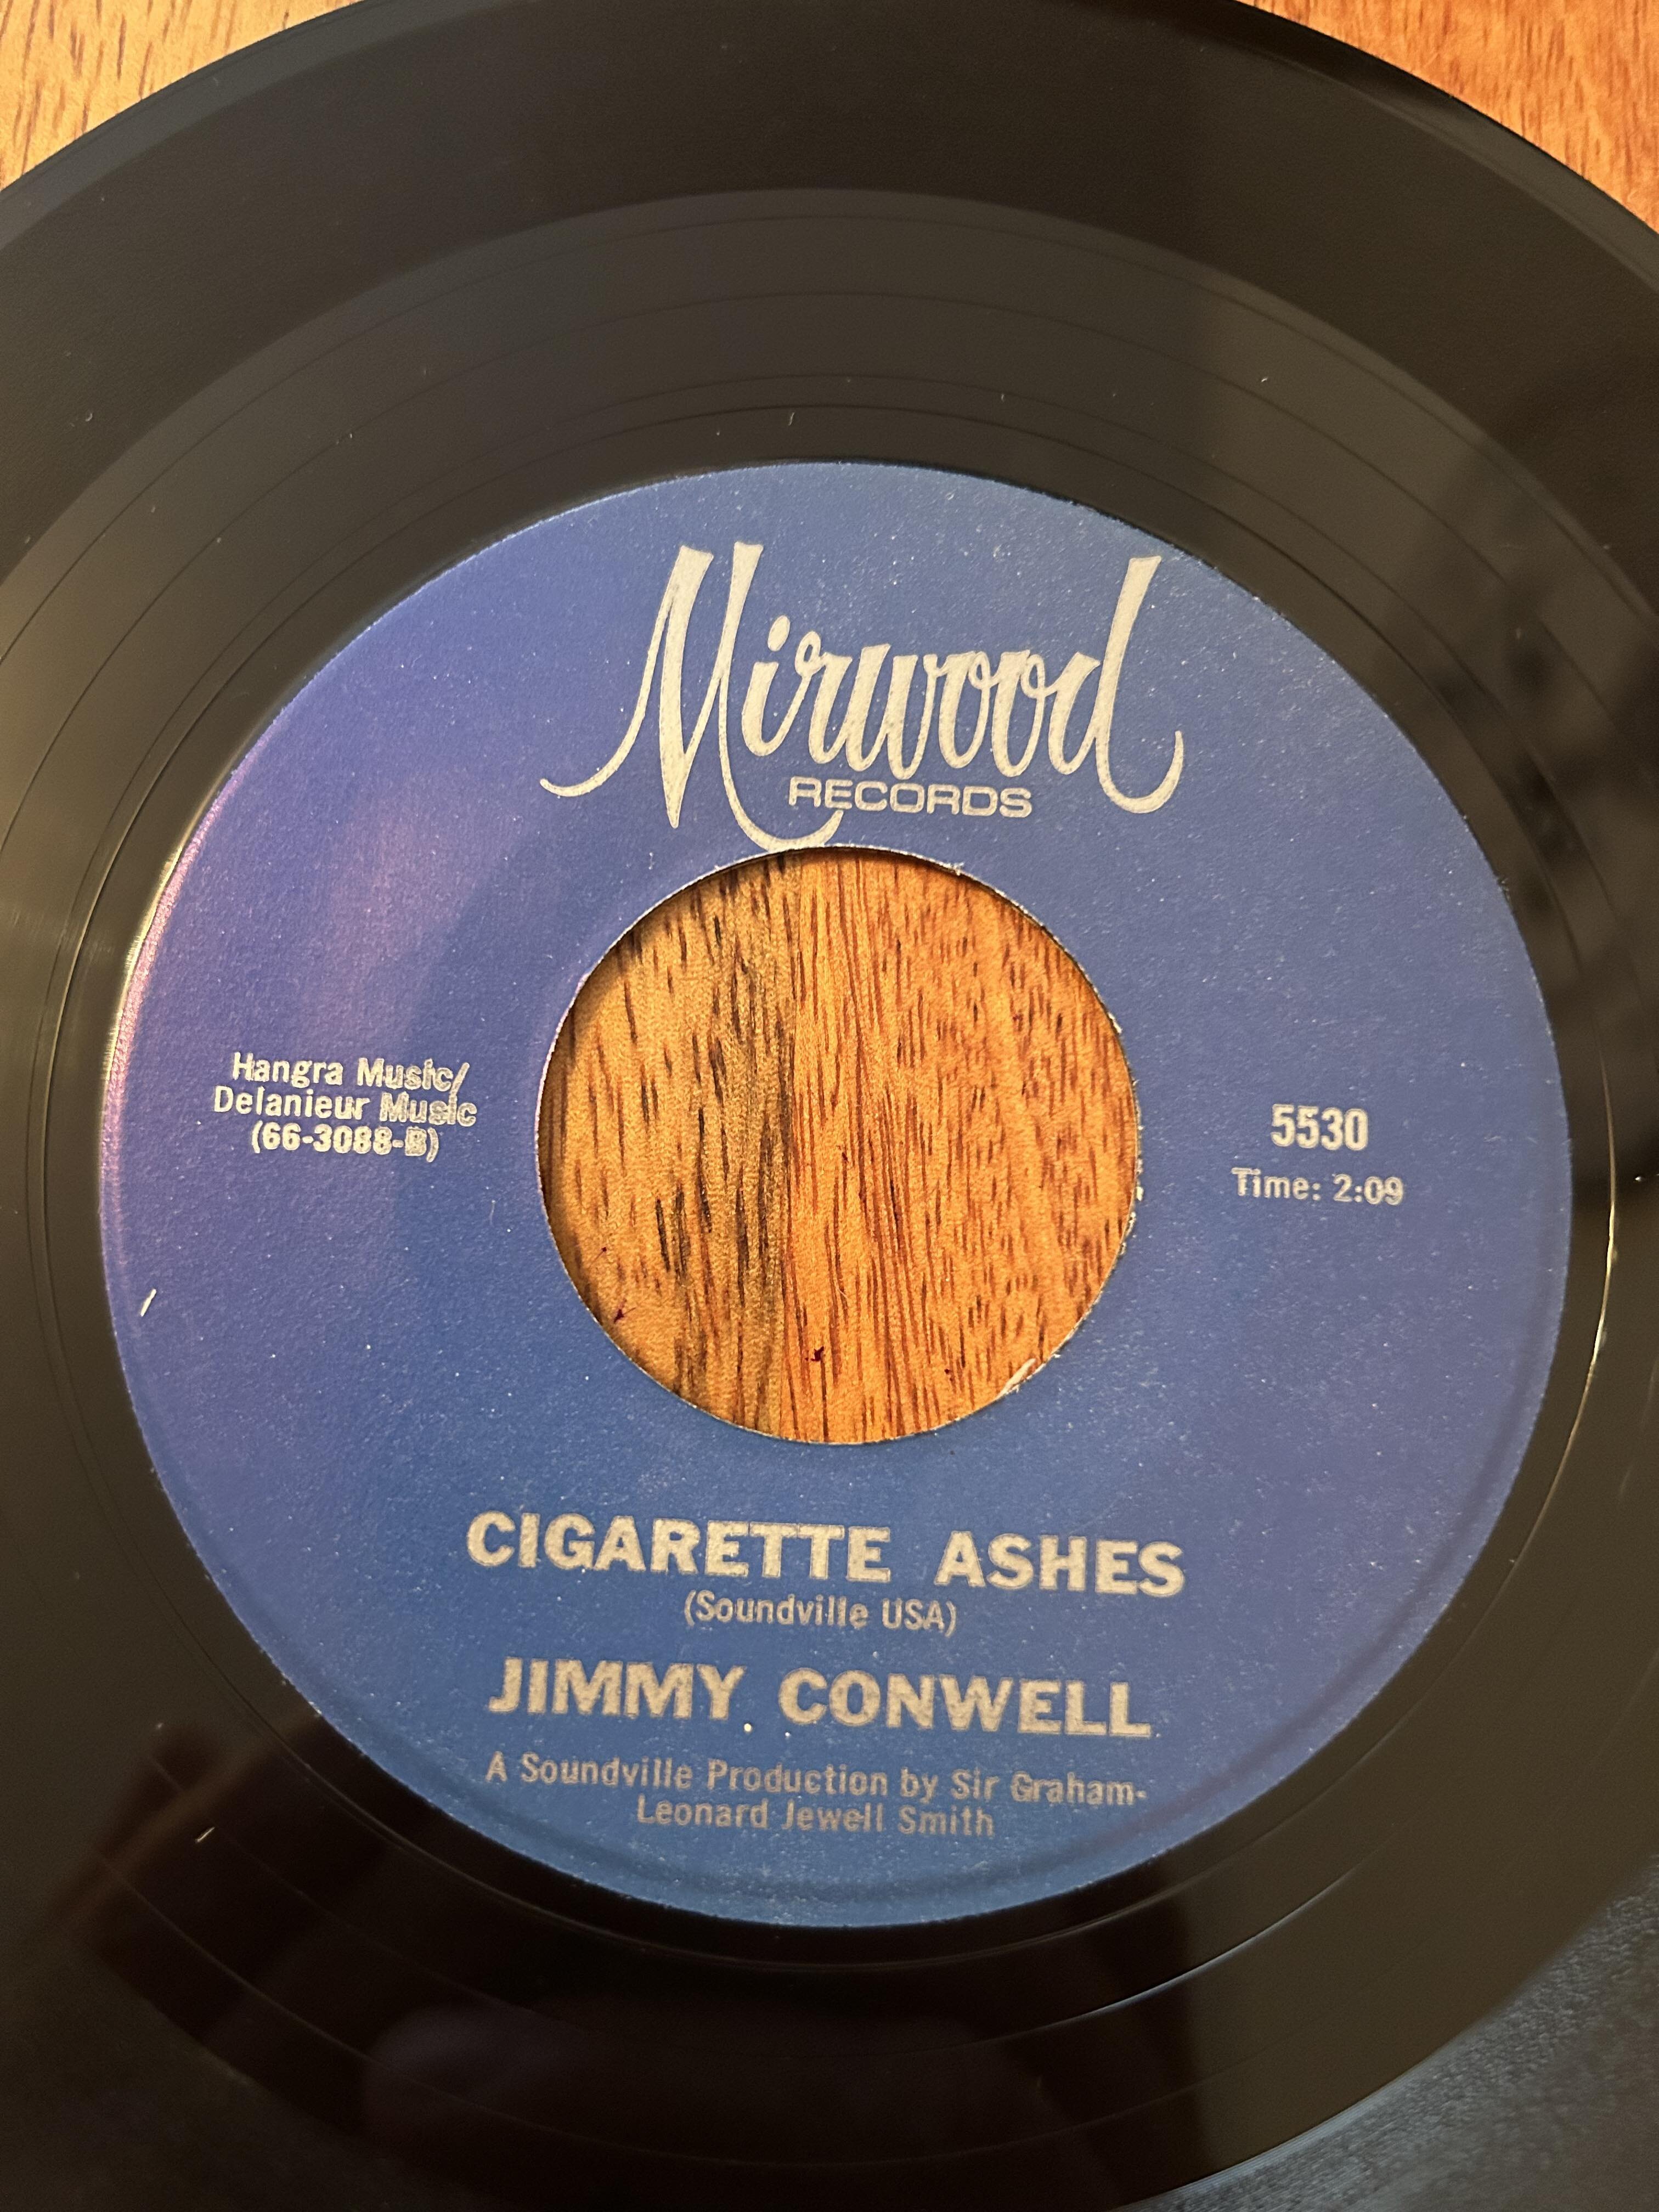 Mirwood
RECORDS
Hangra Music/
Delanieur Music
(66-3088-B)
5530
Time: 2:09
CIGARETTE ASHES
(Soundville USA)
JIMMY CONWELL
A Soundville Production by Sir Graham-
Leonard Jewell Smith